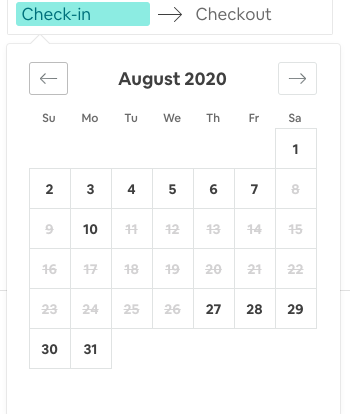 Check-in → Checkout
← August 2020 →
Su Mo Tu We Th Fr Sa
1
2 3 4 5 6 7 8
9 10 11 12 13 14 15
16 17 18 19 20 21 22
23 24 25 26 27 28 29
30 31